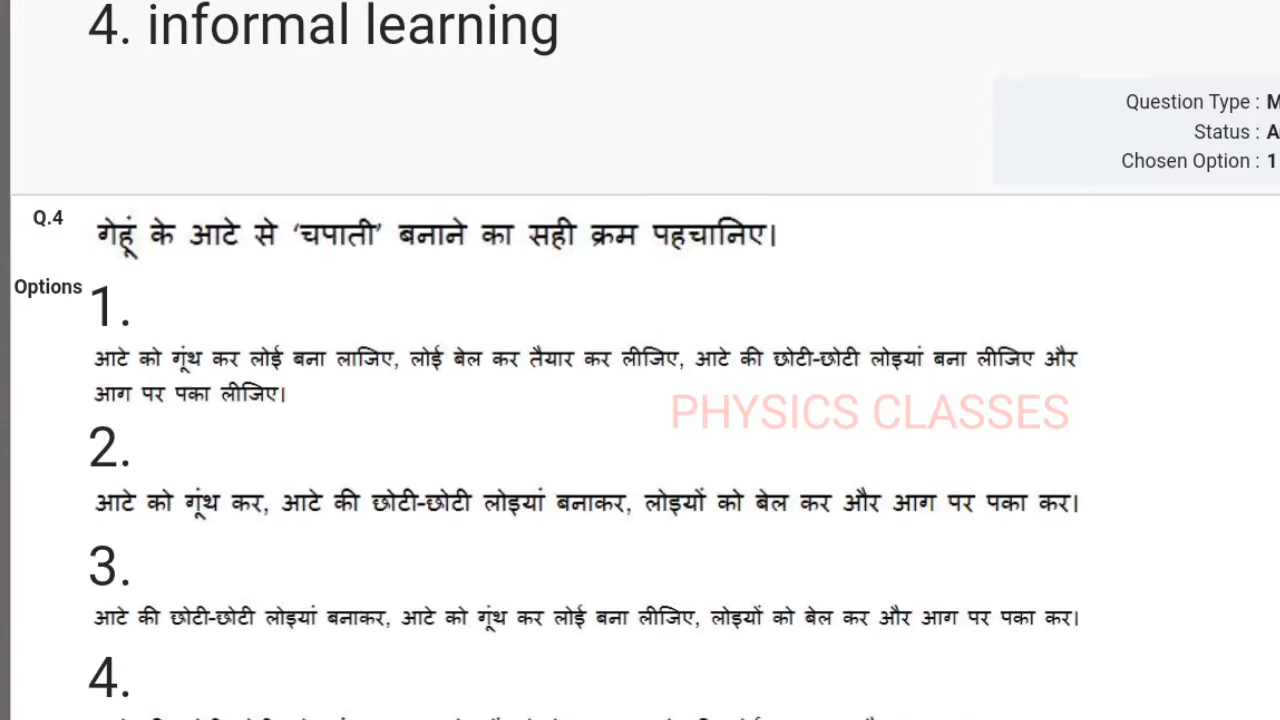 4. informal learning
Question Type :
Status :
Chosen Option : 1
Q.4
गेहूं के आटे से ‘चपाती’ बनाने का सही क्रम पहचानिए।
Options
1.
आटे को गूंथ कर लोई बना लाजिए, लोई बेल कर तैयार कर लीजिए, आटे की छोटी-छोटी लोइयां बना लीजिए और
आग पर पका लीजिए।
PHYSICS CLASSES
2.
आटे को गूंथ कर, आटे की छोटी-छोटी लोइयां बनाकर, लोइयों को बेल कर और आग पर पका कर।
3.
आटे की छोटी-छोटी लोइयां बनाकर, आटे को गूंथ कर लोई बना लीजिए, लोइयों को बेल कर और आग पर पका कर।
4.